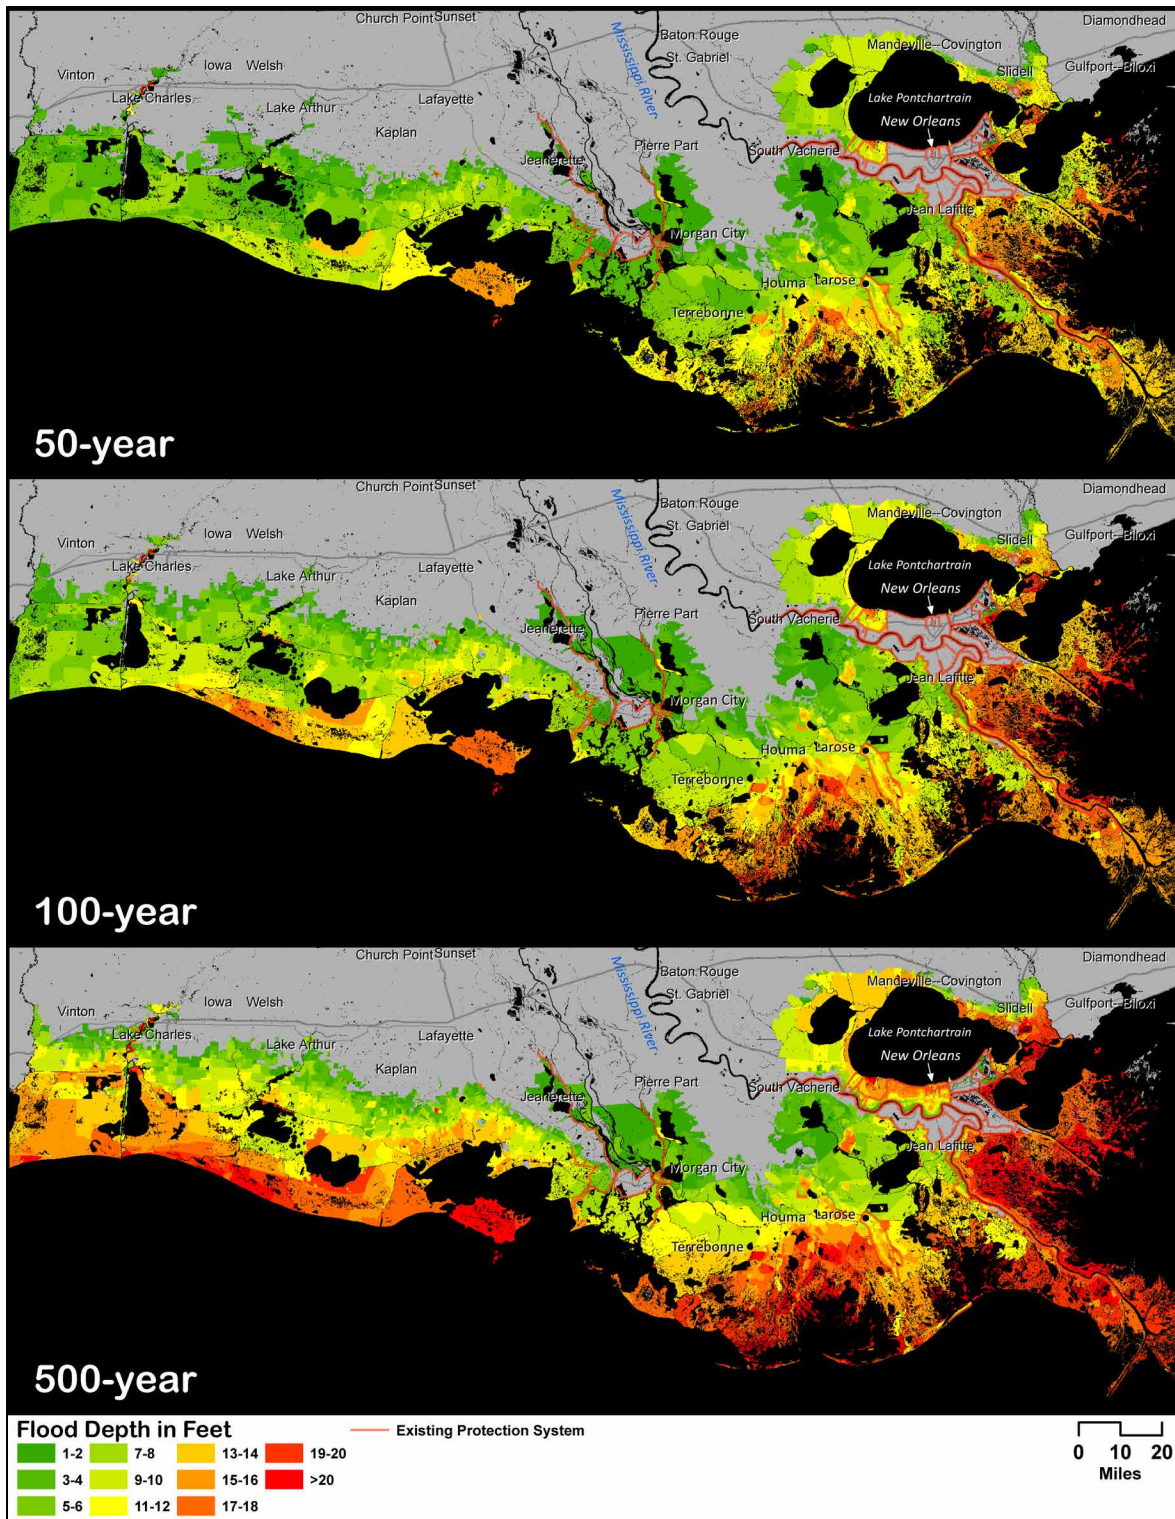 Church Point Sunset
Diamondhead
Baton Rouge
Mandeville--Covington
St. Gabriel
Iowa Welsh
Vinton
Slidell
Gulfport--Biloxi
Lake Charles
Lake Arthur
Lafayette
Mississippi River
Lake Pontchartrain
New Orleans
Kaplan
Pierre Part
South Vacherie
Jeanerette
Jean Lafitte
Morgan City
Houma
Larose
Terrebonne
50-year
Church Point Sunset
Diamondhead
Baton Rouge
Mandeville--Covington
St. Gabriel
Iowa Welsh
Vinton
Slidell
Gulfport--Biloxi
Lake Charles
Lake Arthur
Lafayette
Mississippi River
Lake Pontchartrain
New Orleans
Kaplan
Pierre Part
South Vacherie
Jeanerette
Jean Lafitte
Morgan City
Houma
Larose
Terrebonne
100-year
Church Point Sunset
Diamondhead
Baton Rouge
Mandeville--Covington
St. Gabriel
Iowa Welsh
Vinton
Slidell
Gulfport--Biloxi
Lake Charles
Lake Arthur
Lafayette
Mississippi River
Lake Pontchartrain
New Orleans
Kaplan
Pierre Part
South Vacherie
Jeanerette
Jean Lafitte
Morgan City
Houma
Larose
Terrebonne
500-year
Flood Depth in Feet
Existing Protection System
1-2 7-8 13-14 19-20
3-4 9-10 15-16 >20
5-6 11-12 17-18
0 10 20
Miles